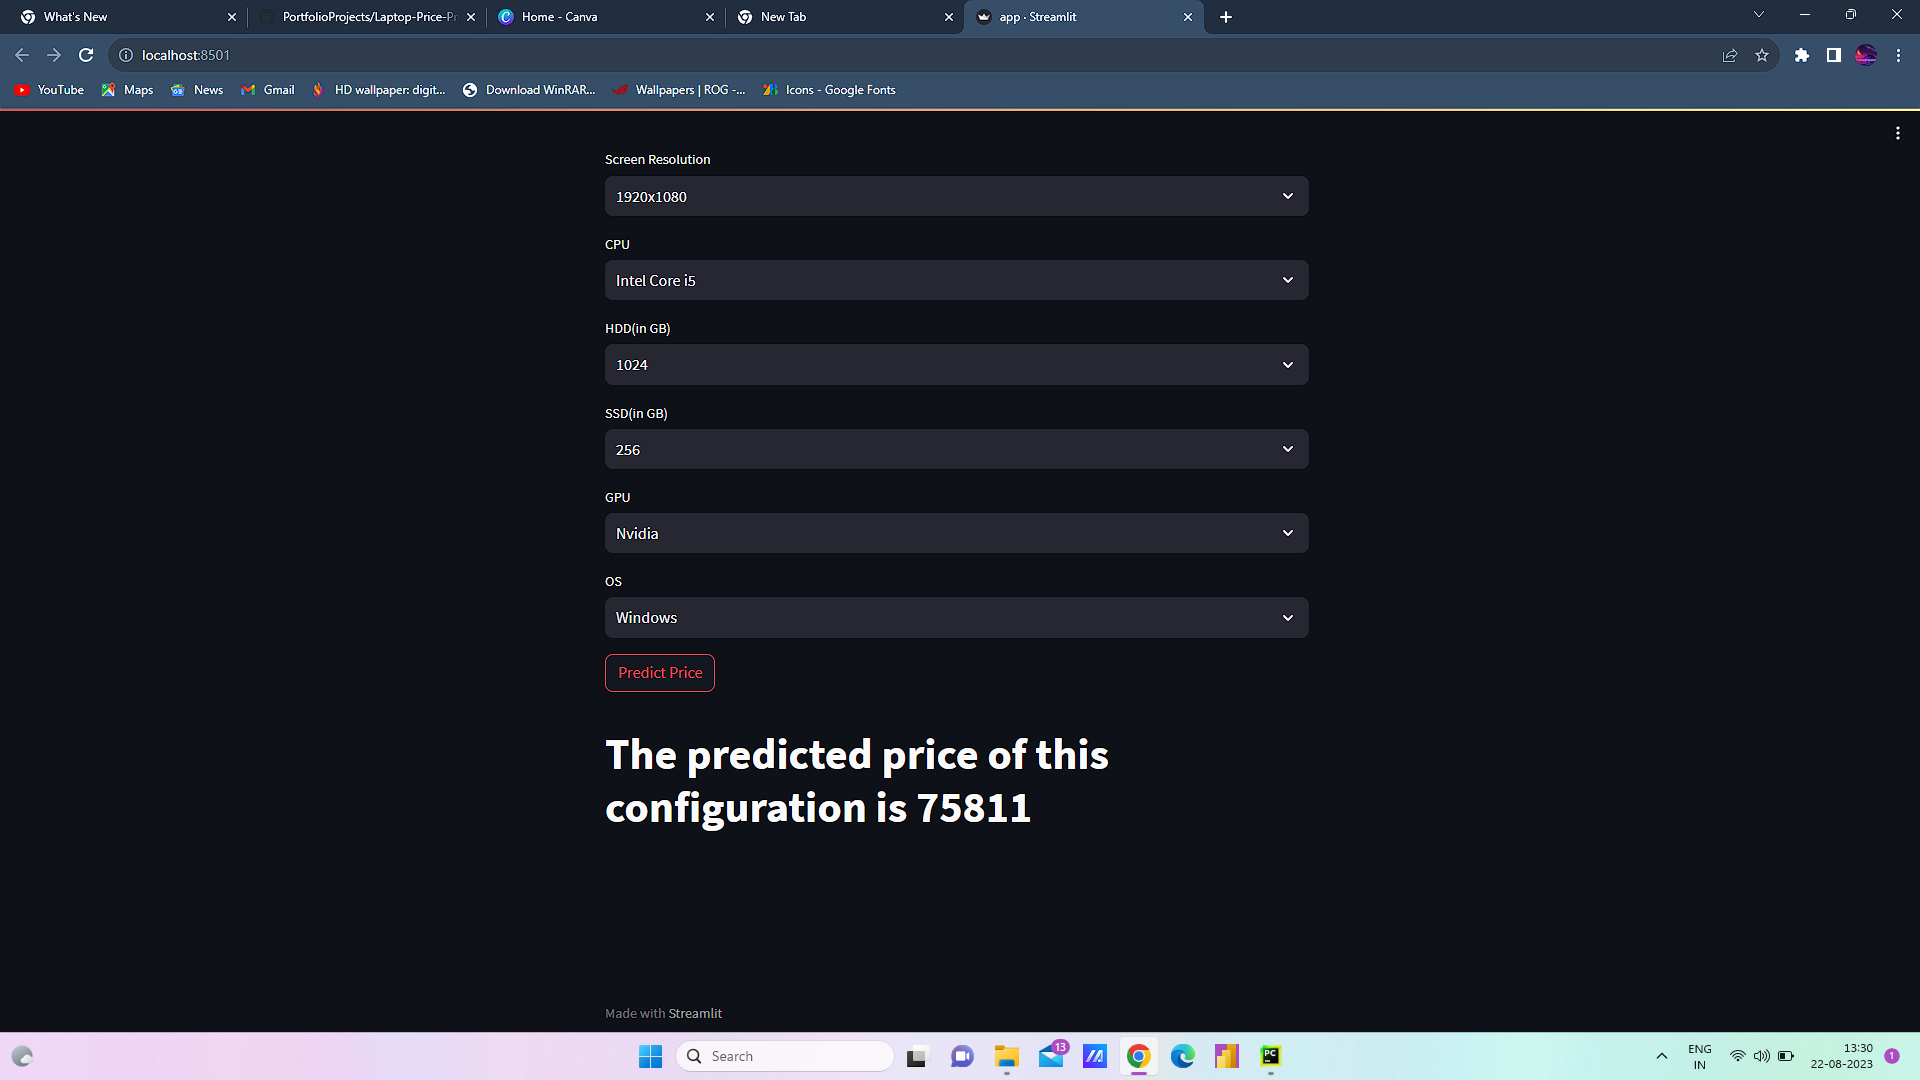 What's New
PortfolioProjects/Laptop-Price-Pr
Home - Canva
New Tab
app · Streamlit
localhost:8501
YouTube
Maps
News
Gmail
HD wallpaper: digit...
Download WinRAR...
Wallpapers | ROG -...
Icons - Google Fonts
Screen Resolution
1920x1080
CPU
Intel Core i5
HDD(in GB)
1024
SSD(in GB)
256
GPU
Nvidia
OS
Windows
Predict Price
The predicted price of this
configuration is 75811
Made with Streamlit
Search
13
PC
ENG
IN
13:30
22-08-2023
1